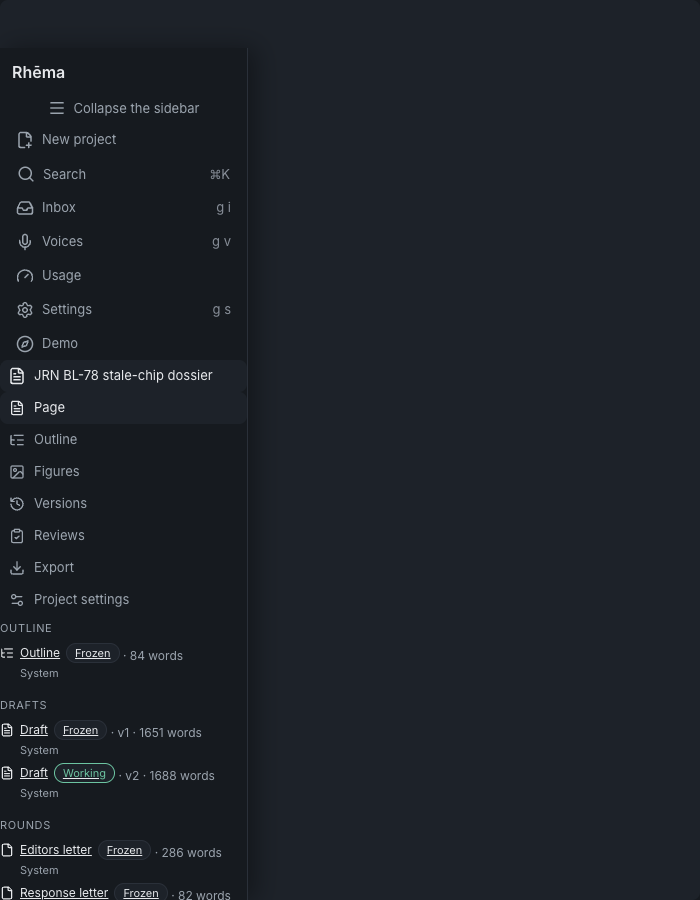 Rhēma
Collapse the sidebar
New project
Search ⌘K
Inbox g i
Voices g v
Usage
Settings g s
Demo
JRN BL-78 stale-chip dossier
Page
Outline
Figures
Versions
Reviews
Export
Project settings
OUTLINE
Outline Frozen · 84 words
System
DRAFTS
Draft Frozen · v1 · 1651 words
System
Draft Working · v2 · 1688 words
System
ROUNDS
Editors letter Frozen · 286 words
System
Response letter Frozen · 82 words